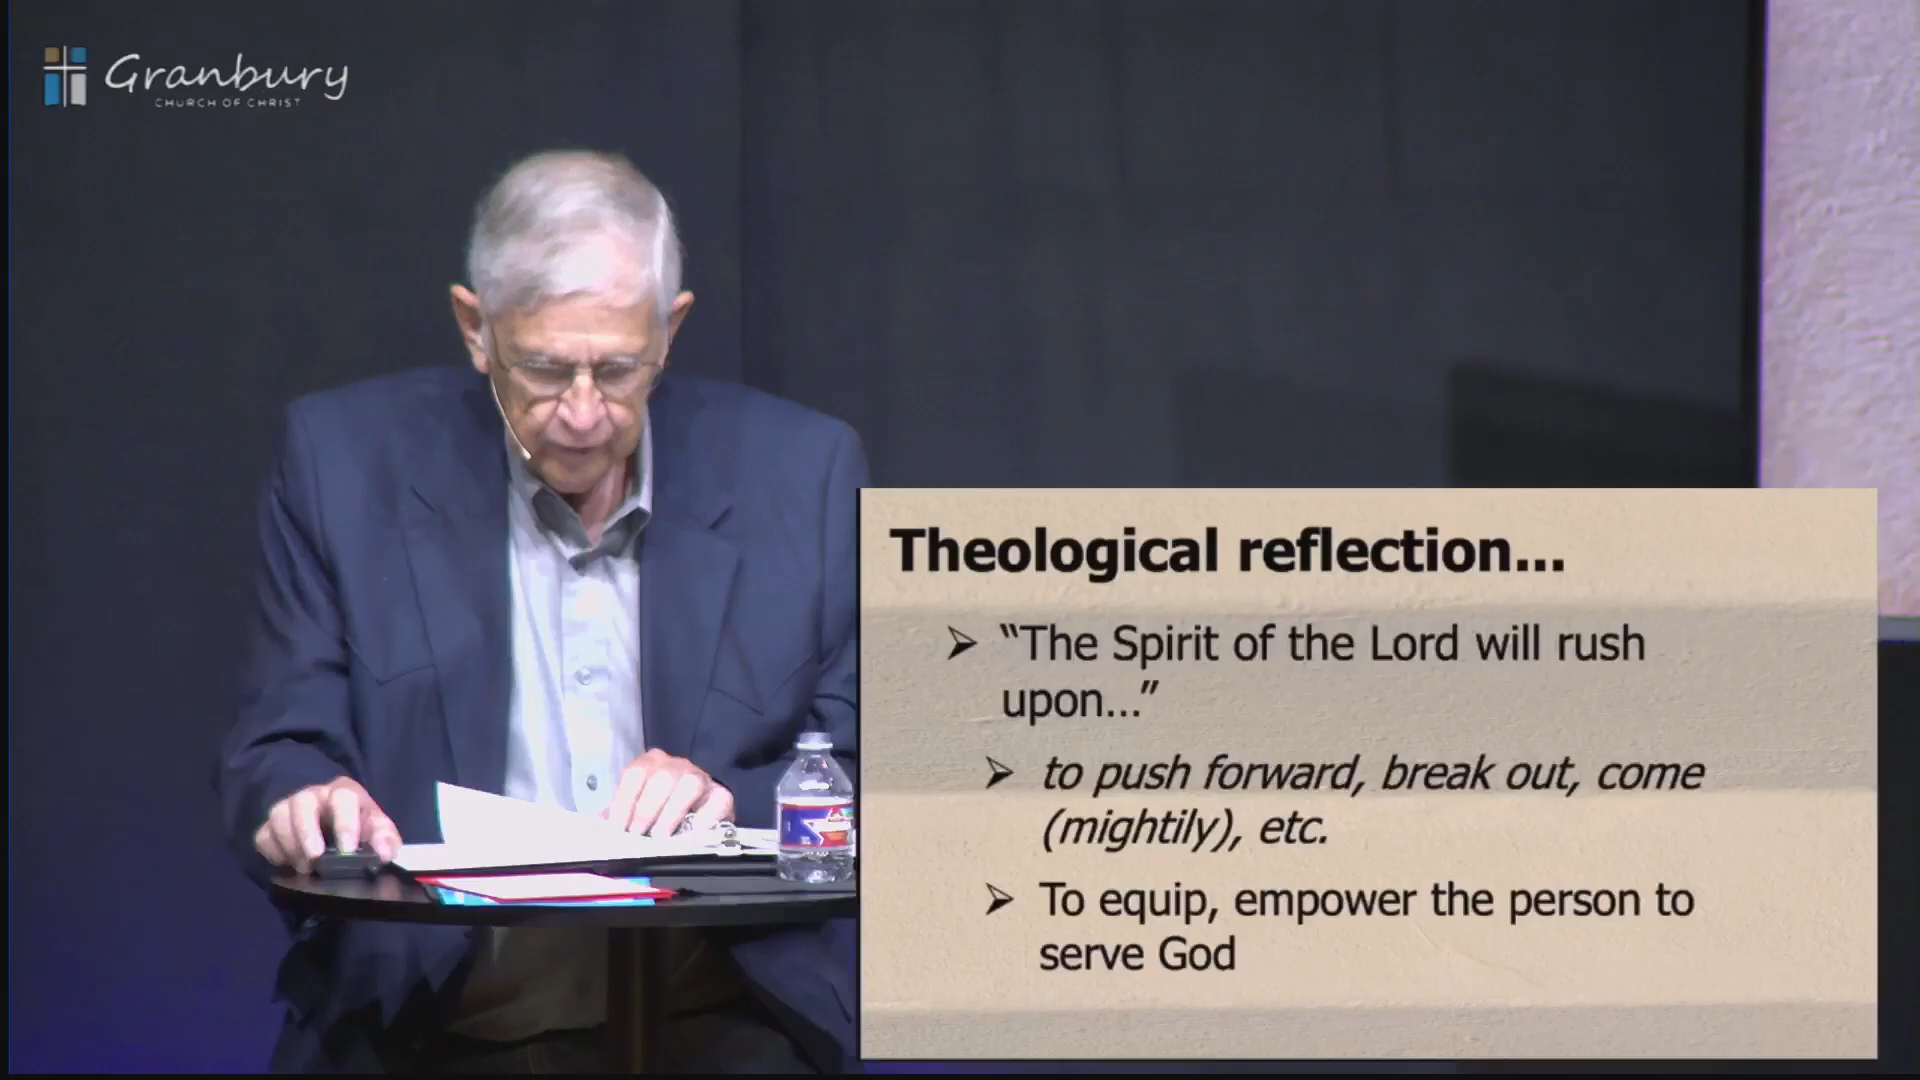 Granbury
CHURCH OF CHRIST
Theological reflection...
➢ “The Spirit of the Lord will rush
upon...”
➢ to push forward, break out, come
(mightily), etc.
➢ To equip, empower the person to
serve God